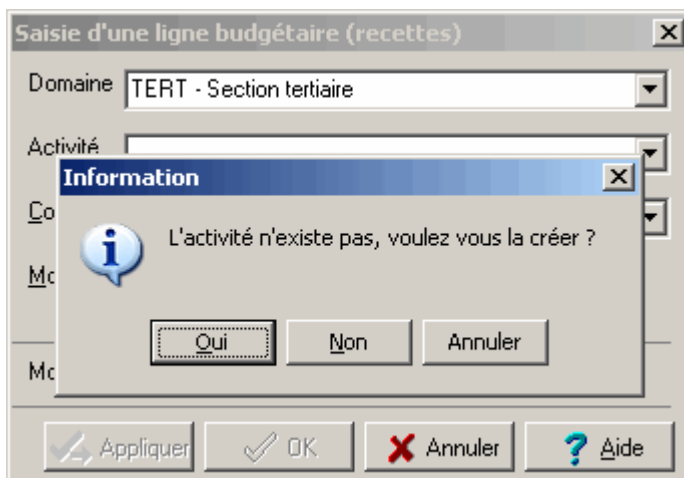 Saisie d'une ligne budgétaire (recettes)
Domaine TERT - Section tertiaire
Activité
Information
L'activité n'existe pas, voulez vous la créer ?
Oui Non Annuler
Appliquer OK Annuler Aide